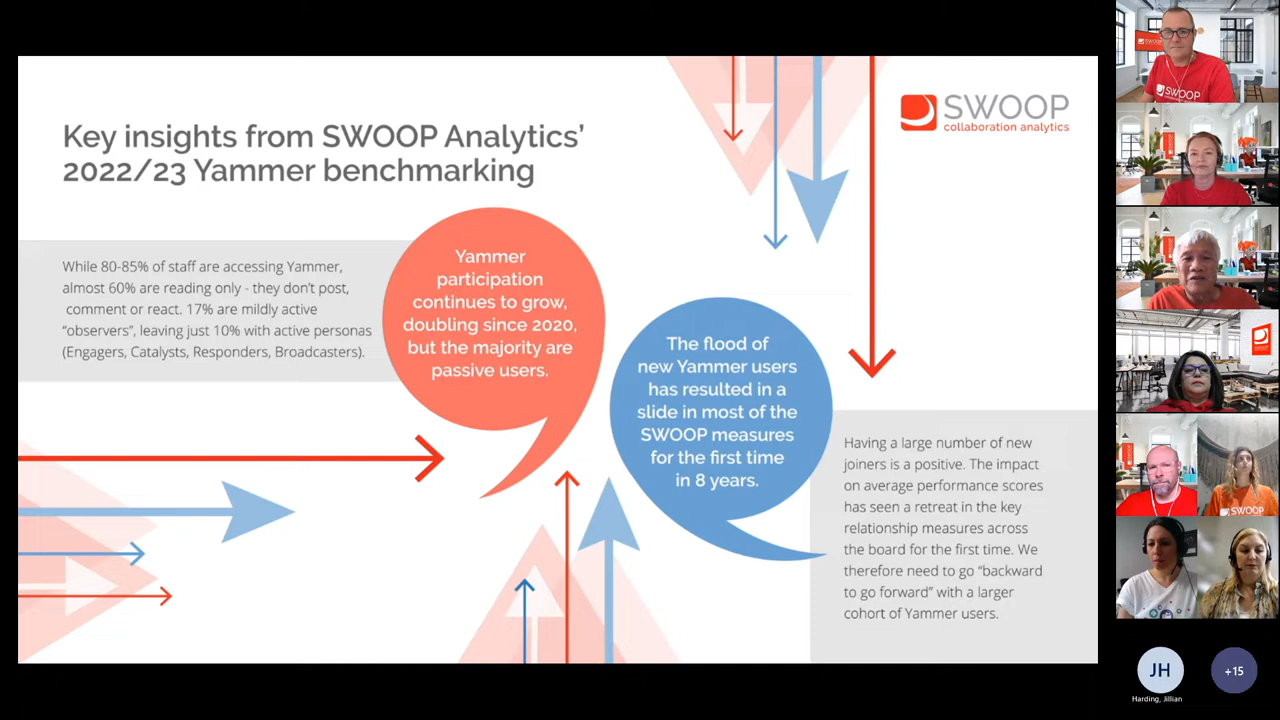 Key insights from SWOOP Analytics’
2022/23 Yammer benchmarking
SWOOP
collaboration analytics
While 80-85% of staff are accessing Yammer,
almost 60% are reading only - they don’t post,
comment or react. 17% are mildly active
“observers”, leaving just 10% with active personas
(Engagers, Catalysts, Responders, Broadcasters).
Yammer
participation
continues to grow,
doubling since 2020,
but the majority are
passive users.
The flood of
new Yammer users
has resulted in a
slide in most of the
SWOOP measures
for the first time
in 8 years.
Having a large number of new
joiners is a positive. The impact
on average performance scores
has seen a retreat in the key
relationship measures across
the board for the first time. We
therefore need to go “backward
to go forward” with a larger
cohort of Yammer users.
SWOOP
SWOOP
JH
Harding, Jillian
+15